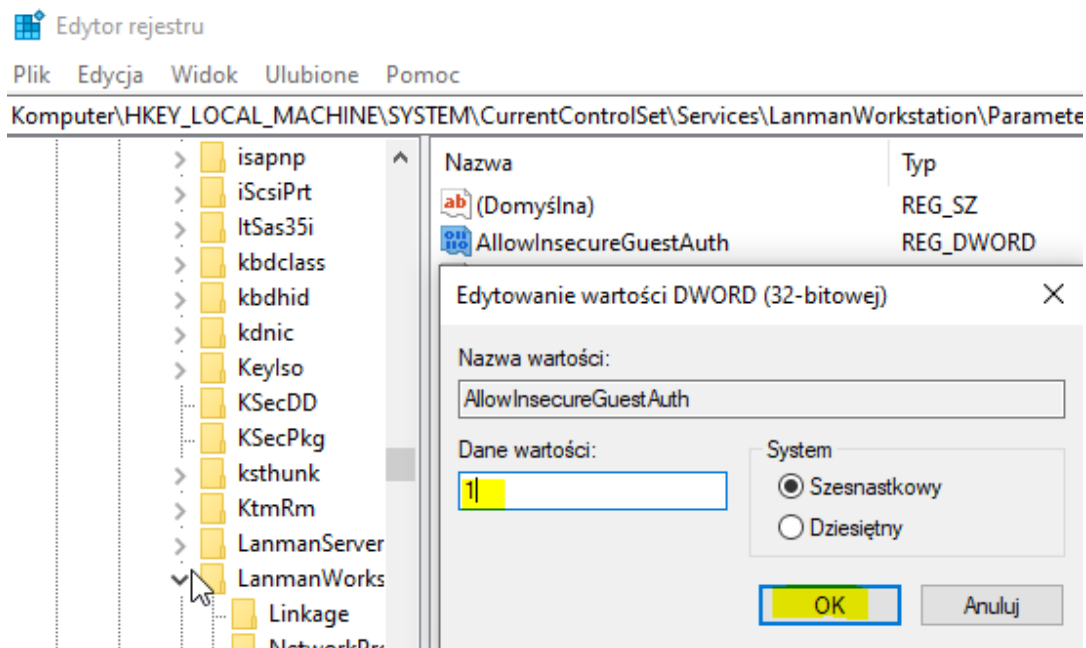 Edytor rejestru
Plik Edycja Widok Ulubione Pomoc
Komputer\HKEY_LOCAL_MACHINE\SYSTEM\CurrentControlSet\Services\LanmanWorkstation\Paramete
isapnp
iScsiPrt
ItSas35i
kbdclass
kbdhid
kdnic
KeyIso
KSecDD
KSecPkg
ksthunk
KtmRm
LanmanServer
LanmanWorks
Linkage
Nazwa Typ
(Domyślna) REG_SZ
AllowInsecureGuestAuth REG_DWORD
Edytowanie wartości DWORD (32-bitowej)
Nazwa wartości:
AllowInsecureGuestAuth
Dane wartości:
1
System
Szesnastkowy
Dziesiętny
OK Anuluj